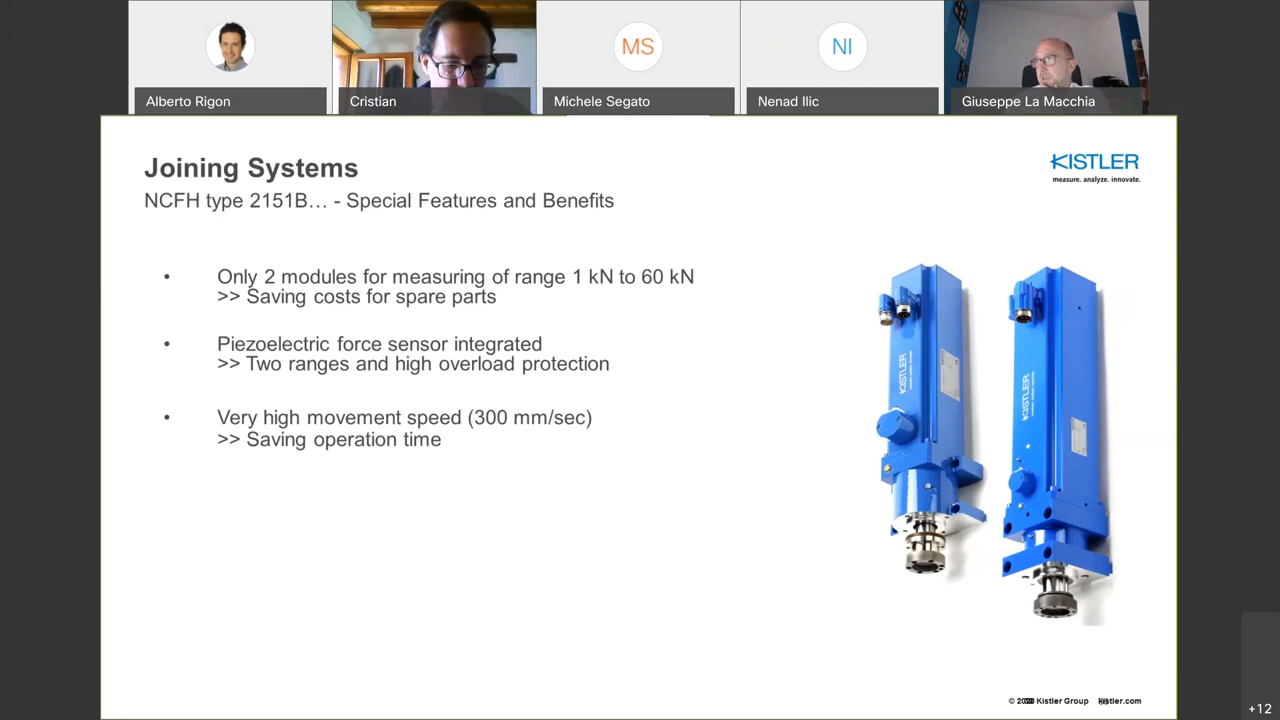 MS
NI
Alberto Rigon
Cristian
Michele Segato
Nenad Ilic
Giuseppe La Macchia
Joining Systems
KISTLER
measure. analyze. innovate.
NCFH type 2151B… - Special Features and Benefits
• Only 2 modules for measuring of range 1 kN to 60 kN
>> Saving costs for spare parts
• Piezoelectric force sensor integrated
>> Two ranges and high overload protection
• Very high movement speed (300 mm/sec)
>> Saving operation time
KISTLER
KISTLER
Kistler Group
kistler.com
+12